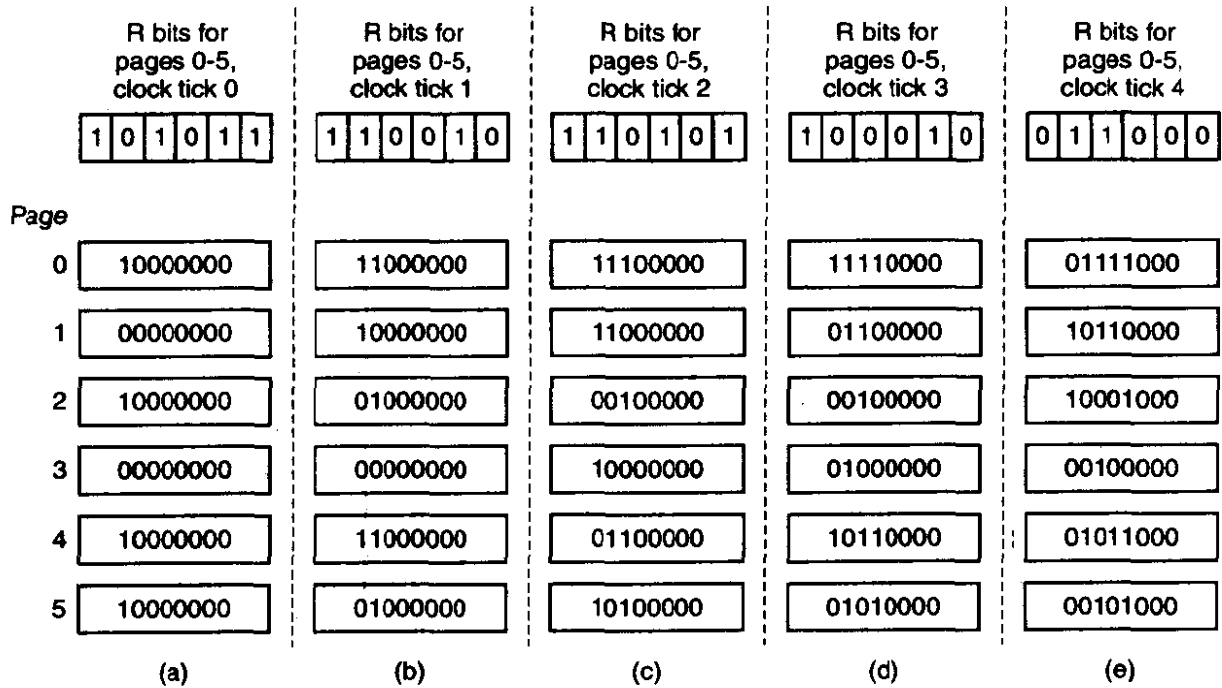 R bits for pages 0-5, clock tick 0
R bits for pages 0-5, clock tick 1
R bits for pages 0-5, clock tick 2
R bits for pages 0-5, clock tick 3
R bits for pages 0-5, clock tick 4
1 0 1 0 1 1
1 1 0 0 1 0
1 1 0 1 0 1
1 0 0 0 1 0
0 1 1 0 0 0
Page
0 10000000 11000000 11100000 11110000 01111000
1 00000000 10000000 11000000 01100000 10110000
2 10000000 01000000 00100000 00100000 10001000
3 00000000 00000000 10000000 01000000 00100000
4 10000000 11000000 01100000 10110000 01011000
5 10000000 01000000 10100000 01010000 00101000
(a) (b) (c) (d) (e)